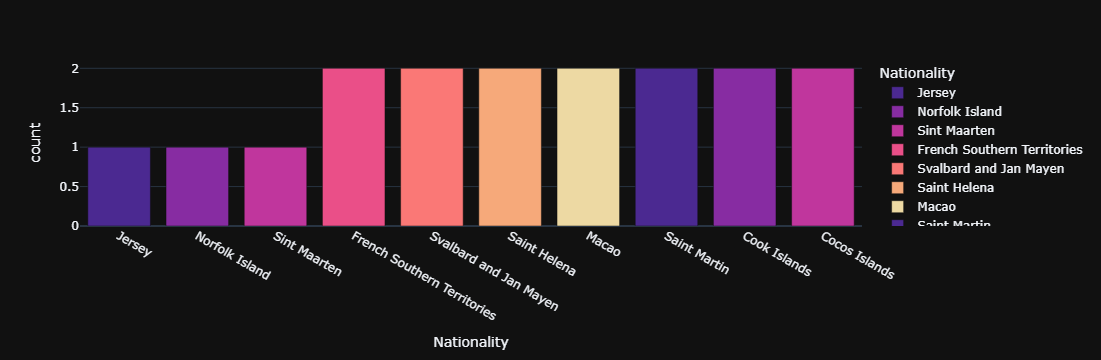 2
1.5
1
0.5
0
count
Jersey
Norfolk Island
Sint Maarten
French Southern Territories
Svalbard and Jan Mayen
Saint Helena
Macao
Saint Martin
Cook Islands
Cocos Islands
Nationality
Nationality
Jersey
Norfolk Island
Sint Maarten
French Southern Territories
Svalbard and Jan Mayen
Saint Helena
Macao
Saint Martin